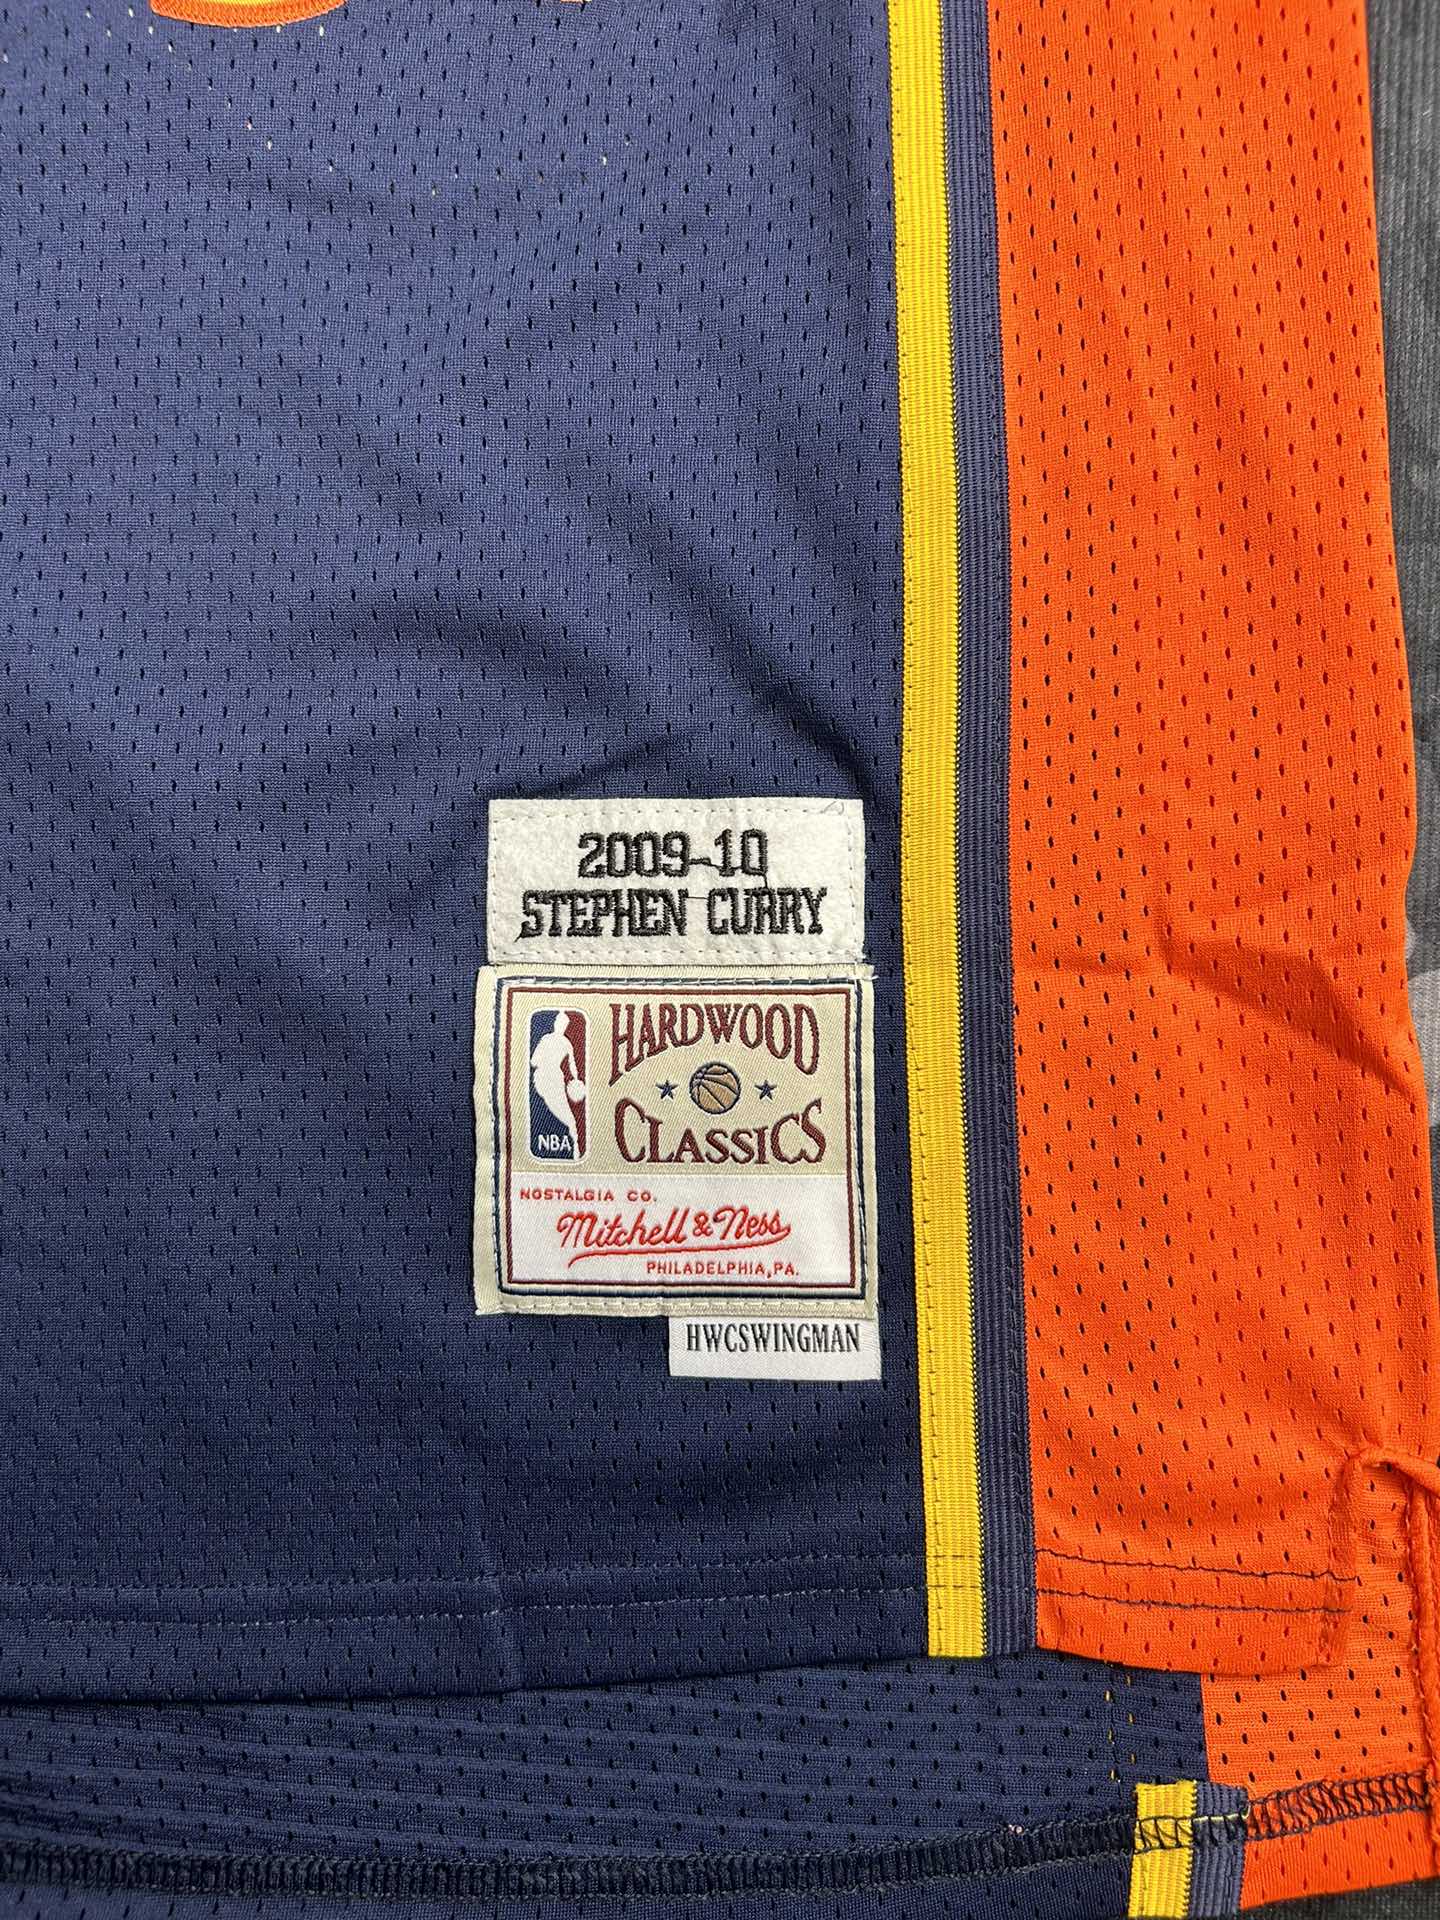 2009-10
STEPHEN CURRY
HARDWOOD
CLASSICS
NBA
NOSTALGIA CO.
Mitchell & Ness
PHILADELPHIA, PA.
HWCSWINGMAN